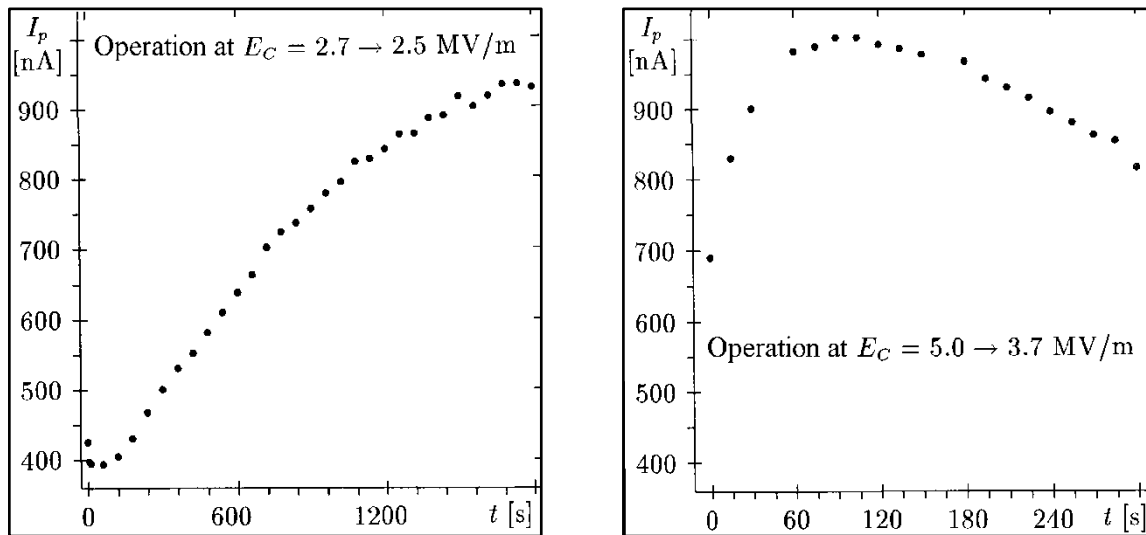 I_p
[nA]
Operation at E_C = 2.7 → 2.5 MV/m
900
800
700
600
500
400
0 600 1200 t [s]
I_p
[nA]
900
800
700
600
500
400
Operation at E_C = 5.0 → 3.7 MV/m
0 60 120 180 240 t [s]